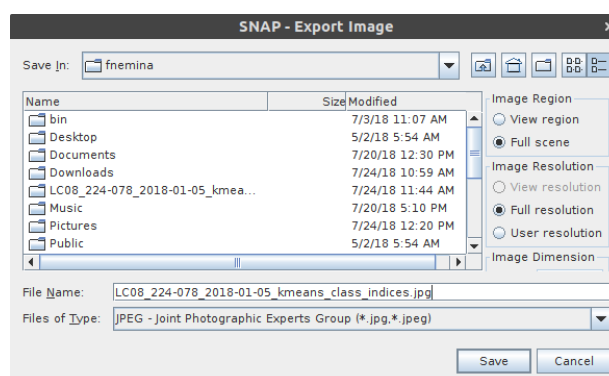 SNAP - Export Image
Save In: fnemina
Name Size Modified
bin 7/3/18 11:07 AM
Desktop 5/2/18 5:54 AM
Documents 7/20/18 12:30 PM
Downloads 7/24/18 10:59 AM
LC08_224-078_2018-01-05_kmea... 7/24/18 11:44 AM
Music 7/20/18 5:10 PM
Pictures 7/24/18 12:20 PM
Public 5/2/18 5:54 AM
Image Region
View region
Full scene
Image Resolution
View resolution
Full resolution
User resolution
Image Dimension
File Name: LC08_224-078_2018-01-05_kmeans_class_indices.jpg
Files of Type: JPEG - Joint Photographic Experts Group (*.jpg,*.jpeg)
Save Cancel